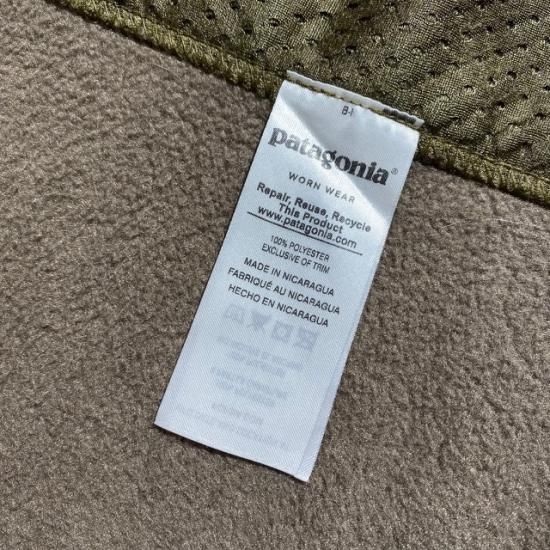 B-I
patagonia®
WORN WEAR
Repair, Reuse, Recycle
This Product
www.patagonia.com
100% POLYESTER
EXCLUSIVE OF TRIM
MADE IN NICARAGUA
FABRIQUÉ AU NICARAGUA
HECHO EN NICARAGUA